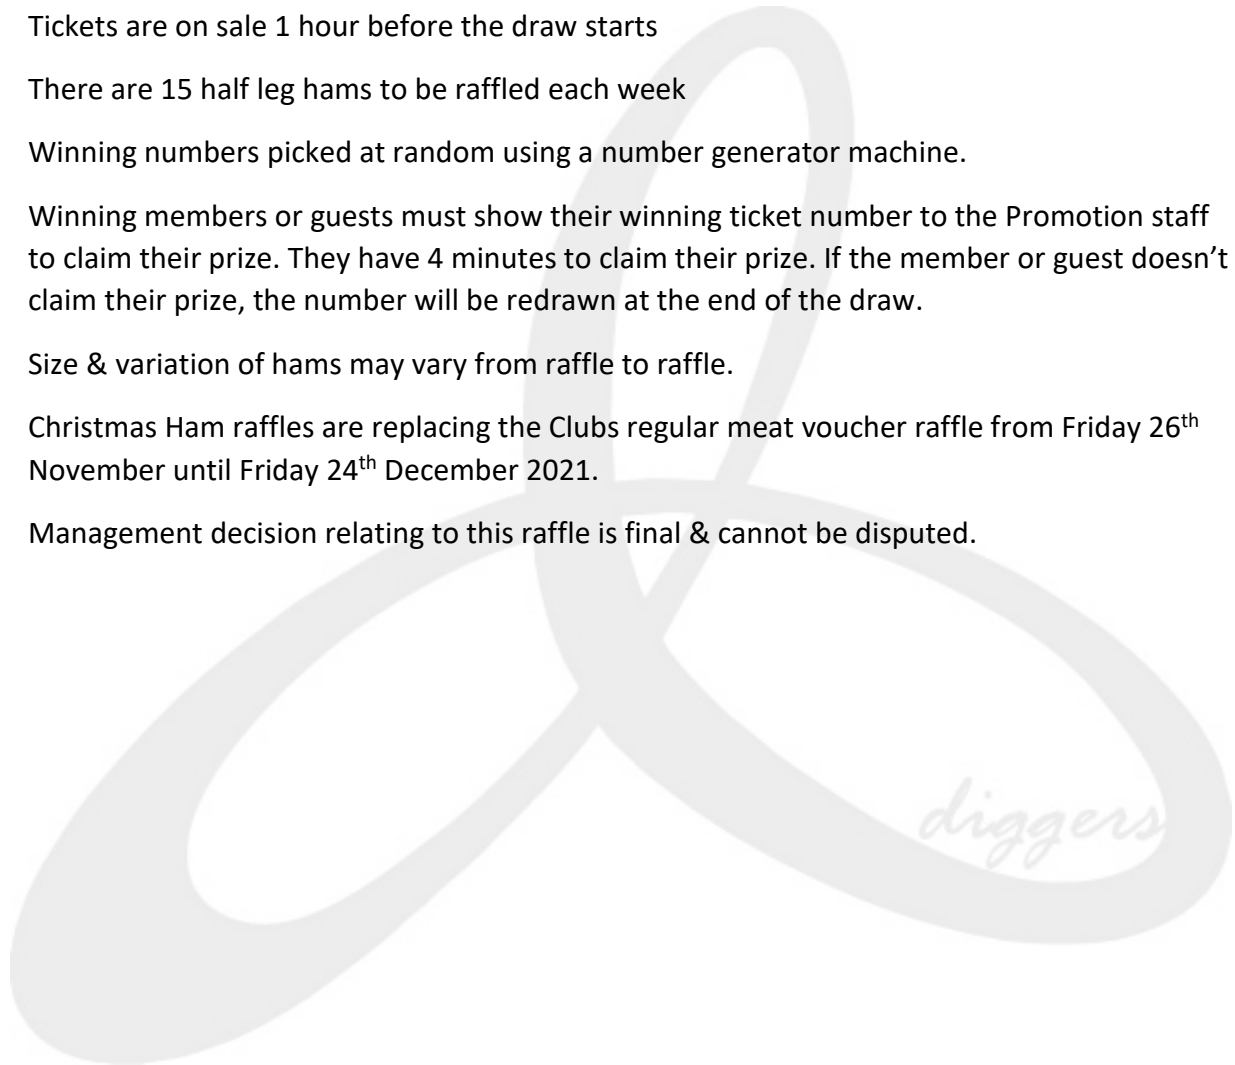 Tickets are on sale 1 hour before the draw starts
There are 15 half leg hams to be raffled each week
Winning numbers picked at random using a number generator machine.
Winning members or guests must show their winning ticket number to the Promotion staff
to claim their prize. They have 4 minutes to claim their prize. If the member or guest doesn’t
claim their prize, the number will be redrawn at the end of the draw.
Size & variation of hams may vary from raffle to raffle.
Christmas Ham raffles are replacing the Clubs regular meat voucher raffle from Friday 26th
November until Friday 24th December 2021.
Management decision relating to this raffle is final & cannot be disputed.
diggers